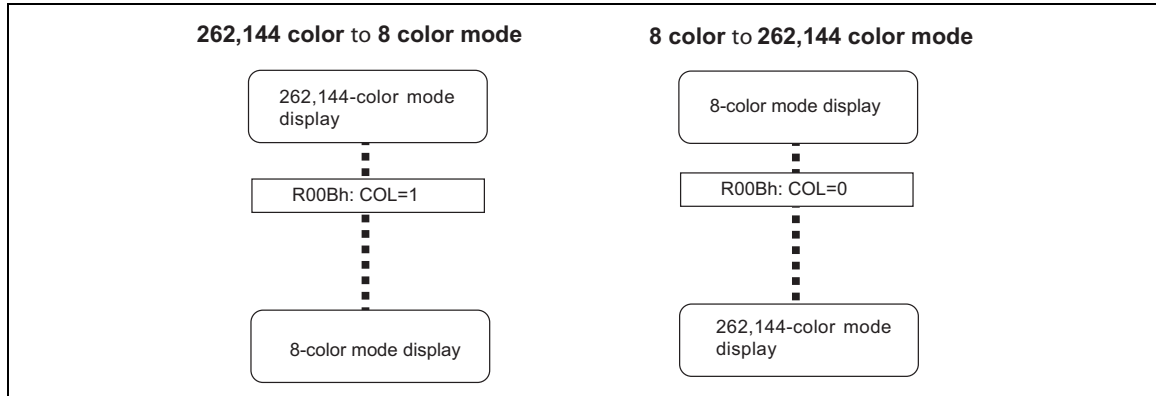 262,144 color to 8 color mode
262,144-color mode
display
R00Bh: COL=1
8-color mode display
8 color to 262,144 color mode
8-color mode display
R00Bh: COL=0
262,144-color mode
display